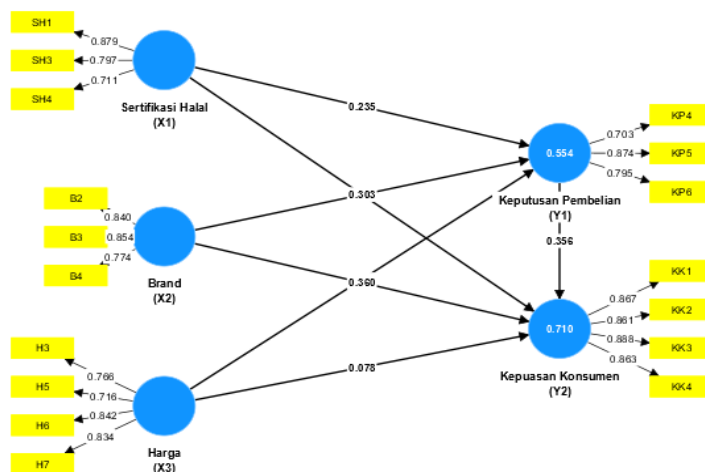 SH1
0.879
SH3
0.797
SH4
0.711
Sertifikasi Halal
(X1)
0.235
KP4
0.703
0.554
0.874
KP5
0.795
KP6
Keputusan Pembelian
(Y1)
B2
0.840
B3
0.854
B4
0.774
Brand
(X2)
0.303
0.356
0.360
KK1
0.867
KK2
0.861
0.710
0.888
KK3
0.863
KK4
Kepuasan Konsumen
(Y2)
0.078
H3
0.766
H5
0.716
H6
0.842
H7
0.834
Harga
(X3)